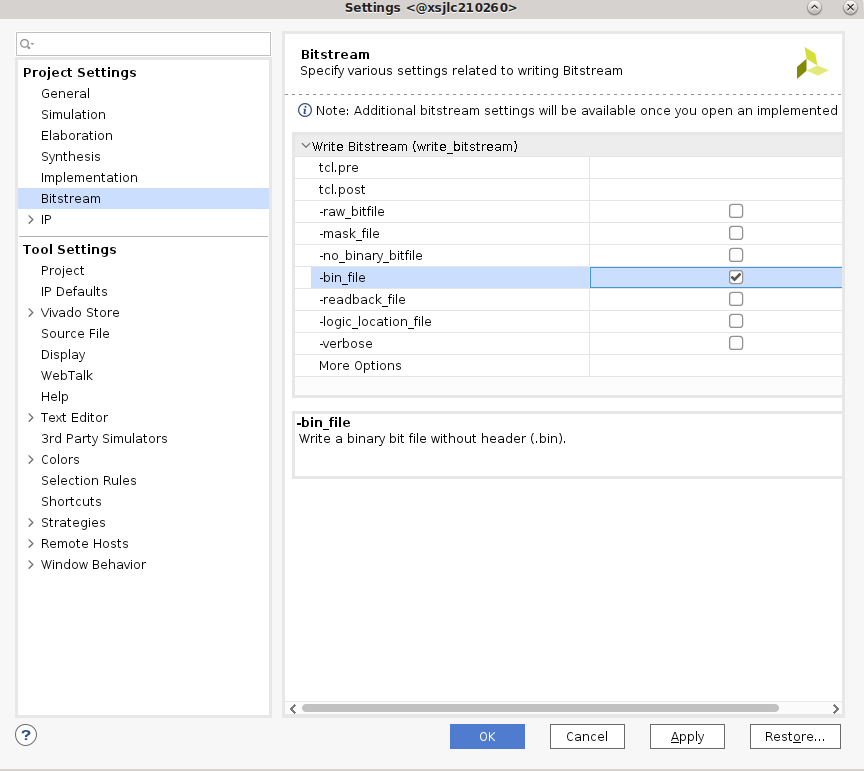 Settings <@xsjlc210260>
Project Settings
General
Simulation
Elaboration
Synthesis
Implementation
Bitstream
IP
Tool Settings
Project
IP Defaults
Vivado Store
Source File
Display
WebTalk
Help
Text Editor
3rd Party Simulators
Colors
Selection Rules
Shortcuts
Strategies
Remote Hosts
Window Behavior
Bitstream
Specify various settings related to writing Bitstream
Note: Additional bitstream settings will be available once you open an implemented
Write Bitstream (write_bitstream)
tcl.pre
tcl.post
-raw_bitfile
-mask_file
-no_binary_bitfile
-bin_file
-readback_file
-logic_location_file
-verbose
More Options
-bin_file
Write a binary bit file without header (.bin).
?
OK
Cancel
Apply
Restore...